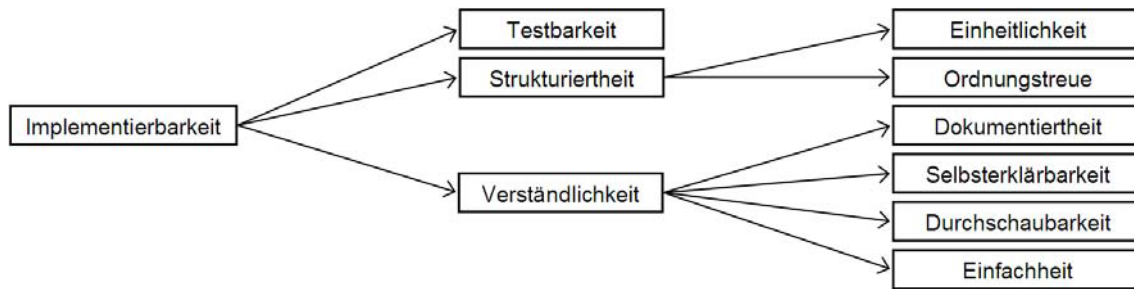 Implementierbarkeit
Testbarkeit
Strukturiertheit
Verständlichkeit
Einheitlichkeit
Ordnungstreue
Dokumentiertheit
Selbsterklärbarkeit
Durchschaubarkeit
Einfachheit